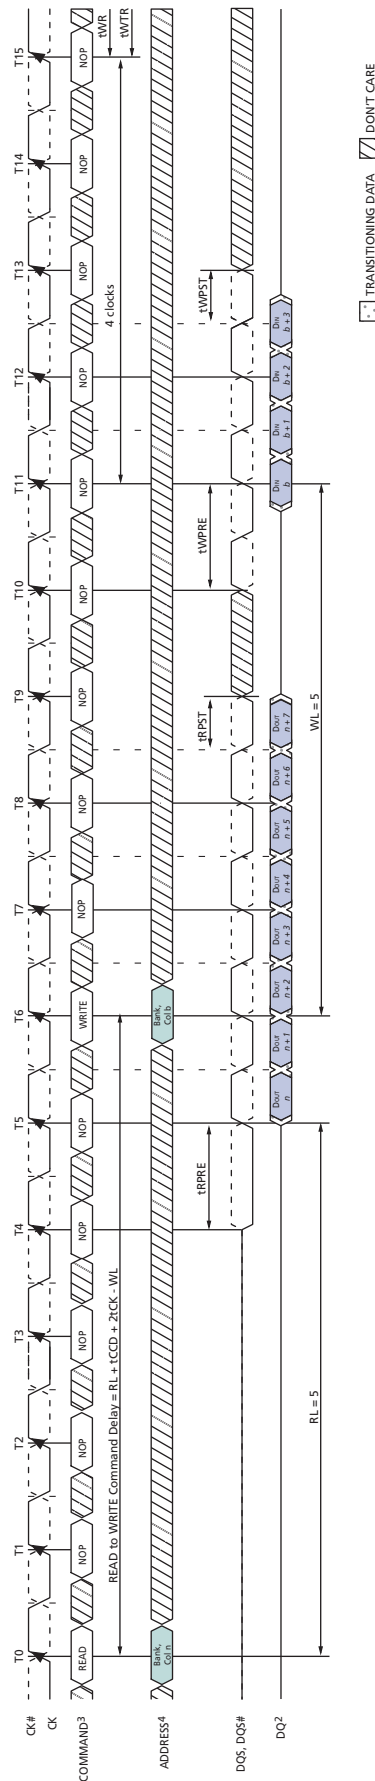 T0 T1 T2 T3 T4 T5 T6 T7 T8 T9 T10 T11 T12 T13 T14 T15
CK#
CK
COMMAND3 READ NOP NOP NOP NOP NOP WRITE NOP NOP NOP NOP NOP NOP NOP NOP NOP
tWR
tWTR
READ to WRITE Command Delay = RL + tCCD + 2tCK - WL
4 clocks
ADDRESS4 Bank, Col n Bank, Col b
tRPRE tRPST tWPRE tWPST
DQS, DQS#
DQ2 DOUT n DOUT n + 1 DOUT n + 2 DOUT n + 3 DOUT n + 4 DOUT n + 5 DOUT n + 6 DOUT n + 7 DIN b DIN b + 1 DIN b + 2 DIN b + 3
RL = 5 WL = 5
TRANSITIONING DATA DON'T CARE